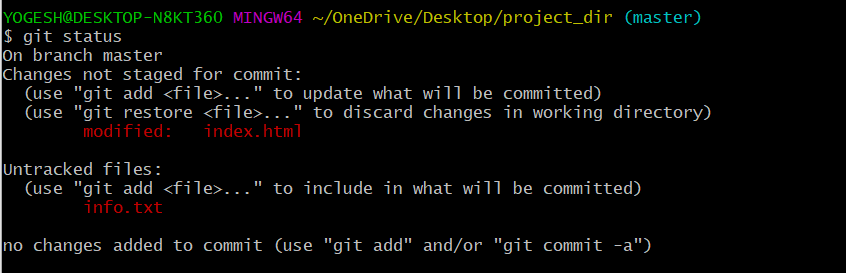 YOGESH@DESKTOP-N8KT36O MINGW64 ~/OneDrive/Desktop/project_dir (master)
$ git status
On branch master
Changes not staged for commit:
  (use "git add <file>..." to update what will be committed)
  (use "git restore <file>..." to discard changes in working directory)
        modified:   index.html

Untracked files:
  (use "git add <file>..." to include in what will be committed)
        info.txt

no changes added to commit (use "git add" and/or "git commit -a")